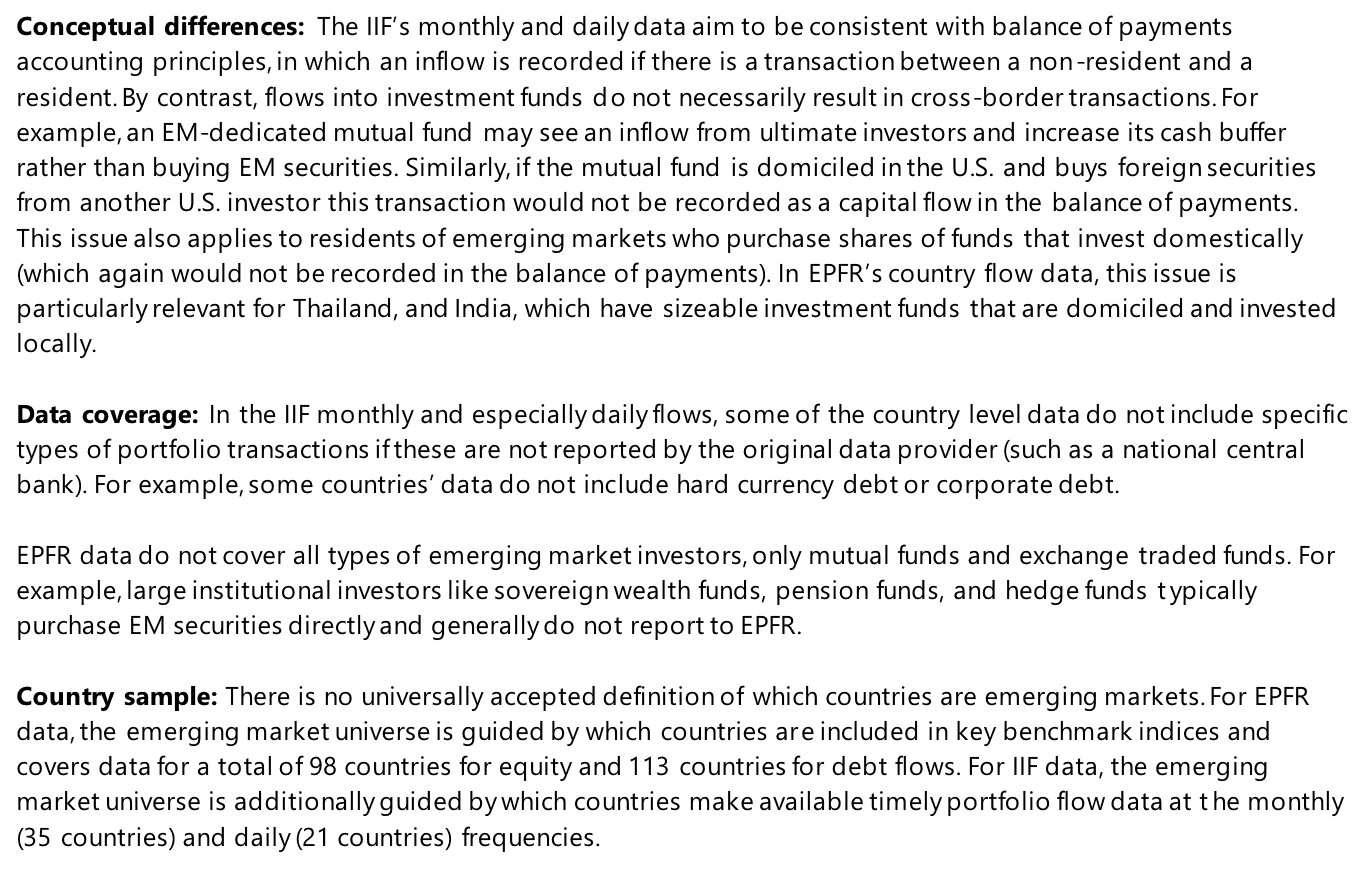 Conceptual differences: The IIF’s monthly and daily data aim to be consistent with balance of payments
accounting principles, in which an inflow is recorded if there is a transaction between a non-resident and a
resident. By contrast, flows into investment funds do not necessarily result in cross-border transactions. For
example, an EM-dedicated mutual fund may see an inflow from ultimate investors and increase its cash buffer
rather than buying EM securities. Similarly, if the mutual fund is domiciled in the U.S. and buys foreign securities
from another U.S. investor this transaction would not be recorded as a capital flow in the balance of payments.
This issue also applies to residents of emerging markets who purchase shares of funds that invest domestically
(which again would not be recorded in the balance of payments). In EPFR’s country flow data, this issue is
particularly relevant for Thailand, and India, which have sizeable investment funds that are domiciled and invested
locally.
Data coverage: In the IIF monthly and especially daily flows, some of the country level data do not include specific
types of portfolio transactions if these are not reported by the original data provider (such as a national central
bank). For example, some countries’ data do not include hard currency debt or corporate debt.
EPFR data do not cover all types of emerging market investors, only mutual funds and exchange traded funds. For
example, large institutional investors like sovereign wealth funds, pension funds, and hedge funds typically
purchase EM securities directly and generally do not report to EPFR.
Country sample: There is no universally accepted definition of which countries are emerging markets. For EPFR
data, the emerging market universe is guided by which countries are included in key benchmark indices and
covers data for a total of 98 countries for equity and 113 countries for debt flows. For IIF data, the emerging
market universe is additionally guided by which countries make available timely portfolio flow data at the monthly
(35 countries) and daily (21 countries) frequencies.